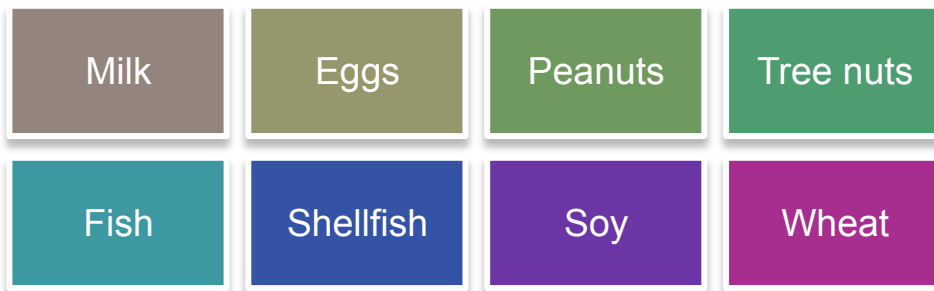 Milk
Eggs
Peanuts
Tree nuts
Fish
Shellfish
Soy
Wheat